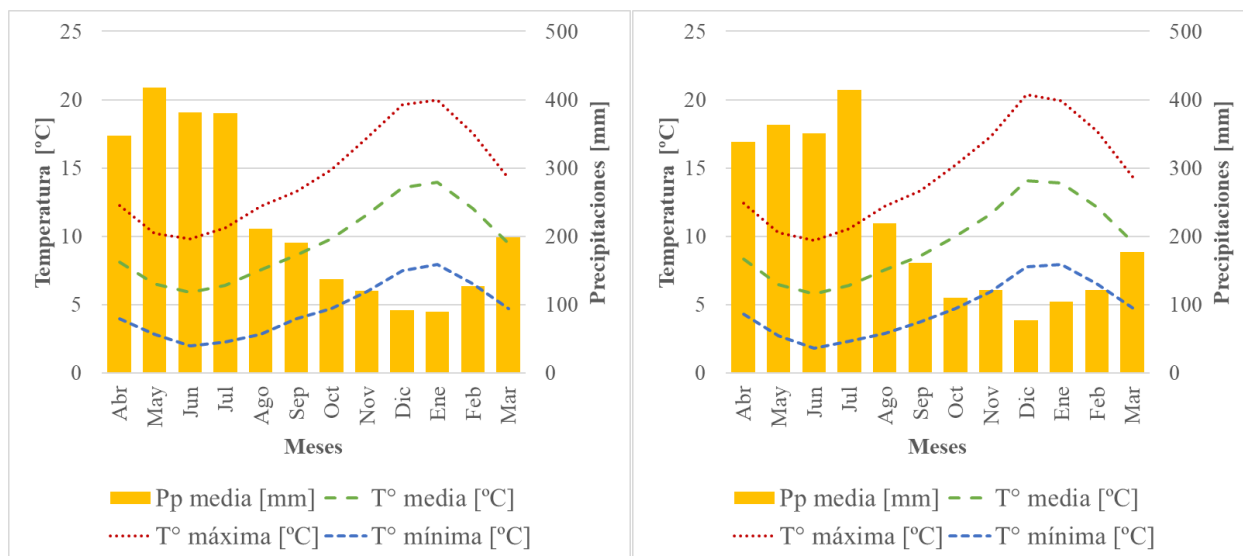 25 500
20 400
15 300
10 200
5 100
0 0
Temperatura [ºC]
Precipitaciones [mm]
Abr May Jun Jul Ago Sep Oct Nov Dic Ene Feb Mar
Meses
Pp media [mm] T° media [ºC]
T° máxima [ºC] T° mínima [ºC]
25 500
20 400
15 300
10 200
5 100
0 0
Temperatura [ºC]
Precipitaciones [mm]
Abr May Jun Jul Ago Sep Oct Nov Dic Ene Feb Mar
Meses
Pp media [mm] T° media [ºC]
T° máxima [ºC] T° mínima [ºC]